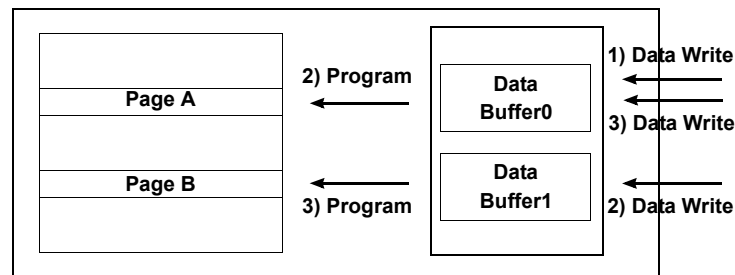 1) Data Write
2) Program
Data
Buffer0
Page A
3) Data Write
Page B
Data
Buffer1
3) Program
2) Data Write